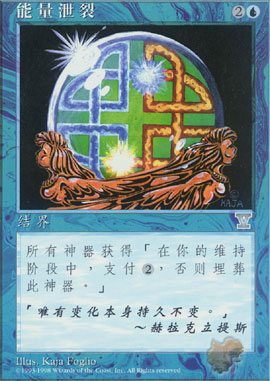 能量泄裂
2
© KAJA
结界
所有神器获得「在你的维持
阶段中，支付2，否则埋葬
此神器。」
"唯有变化本身持久不变。"
～赫拉克立提斯
Illus. Kaja Foglio
© 1993-1998 Wizards of the Coast, Inc. All rights reserved.